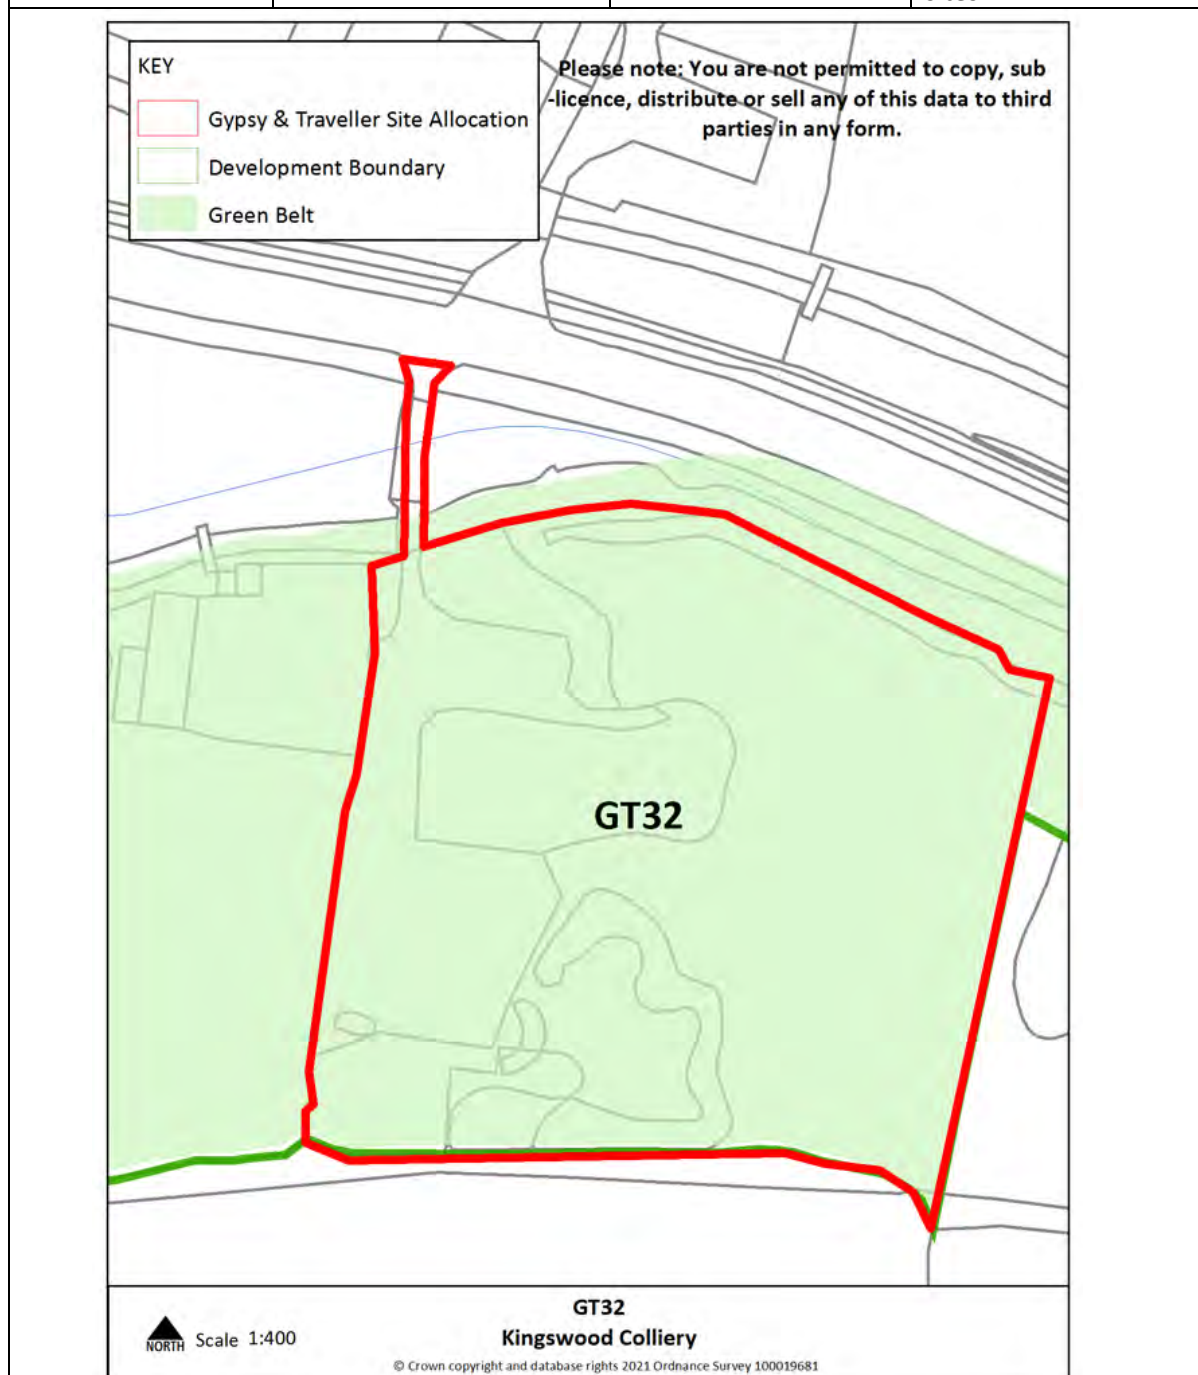 KEY
Gypsy & Traveller Site Allocation
Development Boundary
Green Belt
Please note: You are not permitted to copy, sub
-licence, distribute or sell any of this data to third
parties in any form.
GT32
GT32
NORTH Scale 1:400
Kingswood Colliery
© Crown copyright and database rights 2021 Ordnance Survey 100019681